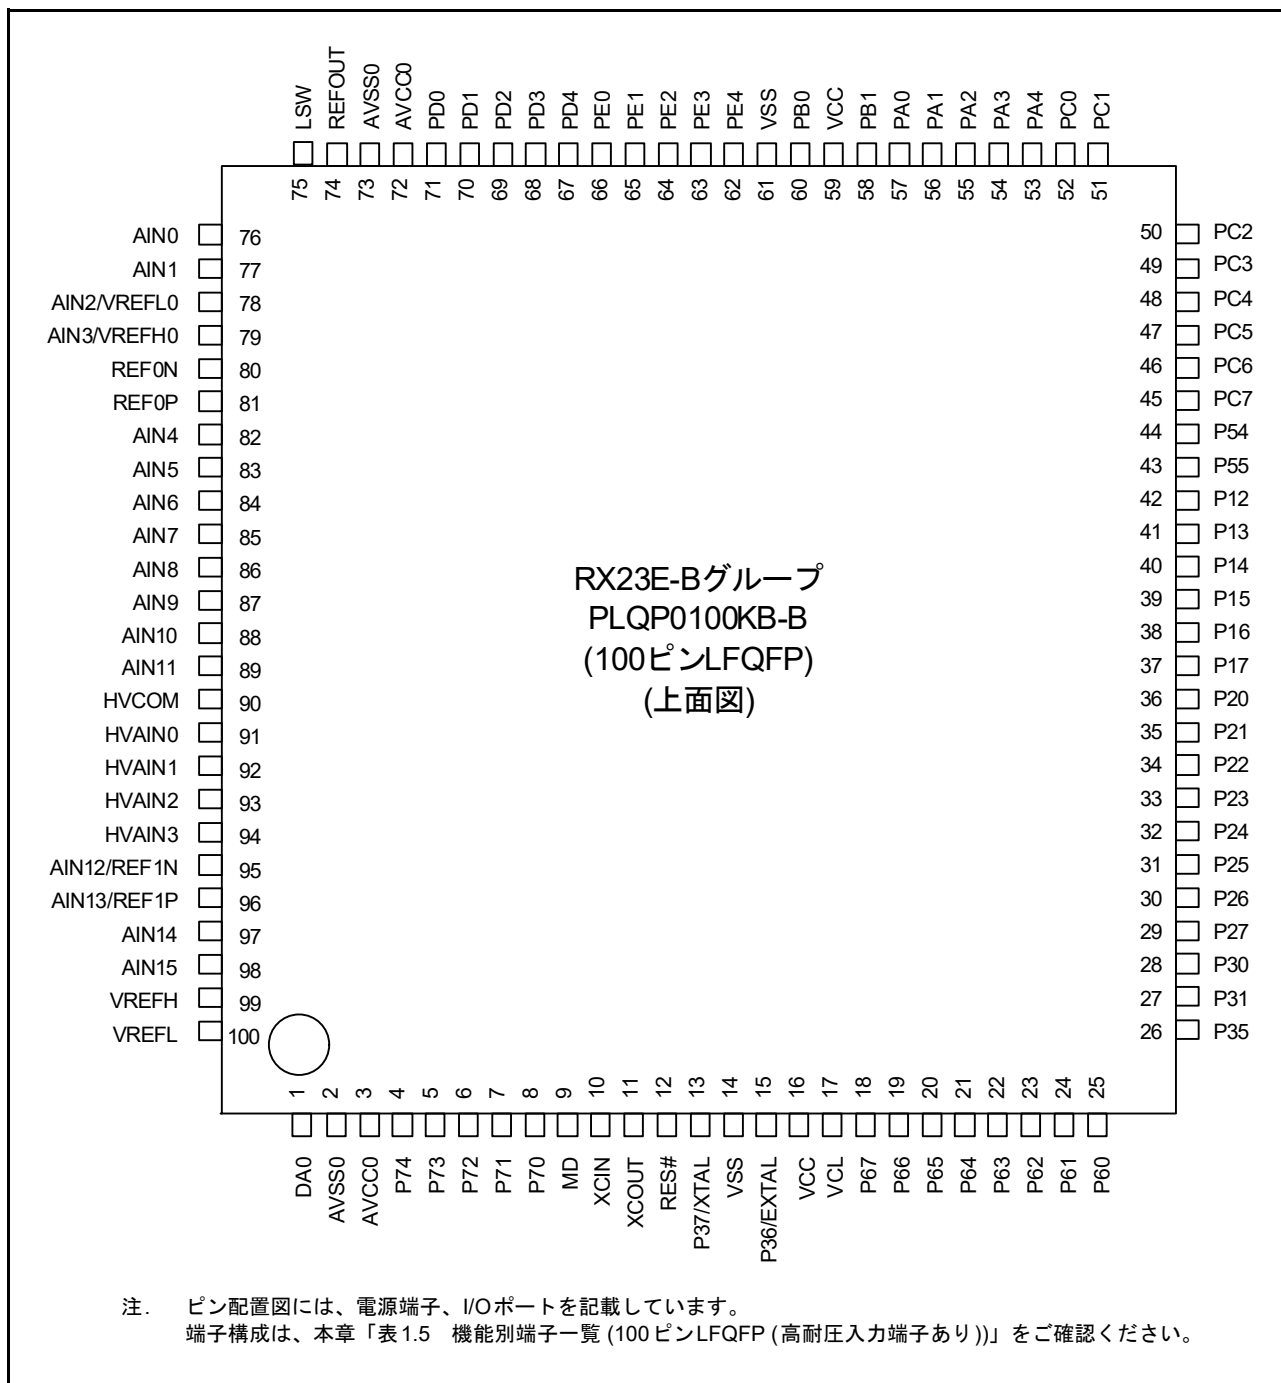 LSW
REFOUT
AVSS0
AVCC0
PD0
PD1
PD2
PD3
PD4
PE0
PE1
PE2
PE3
PE4
VSS
PB0
VCC
PB1
PA0
PA1
PA2
PA3
PA4
PC0
PC1
75
74
73
72
71
70
69
68
67
66
65
64
63
62
61
60
59
58
57
56
55
54
53
52
51
AIN0 76
AIN1 77
AIN2/VREFL0 78
AIN3/VREFH0 79
REF0N 80
REF0P 81
AIN4 82
AIN5 83
AIN6 84
AIN7 85
AIN8 86
AIN9 87
AIN10 88
AIN11 89
HVCOM 90
HVAIN0 91
HVAIN1 92
HVAIN2 93
HVAIN3 94
AIN12/REF1N 95
AIN13/REF1P 96
AIN14 97
AIN15 98
VREFH 99
VREFL 100
RX23E-Bグループ
PLQP0100KB-B
(100ピンLFQFP)
(上面図)
50 PC2
49 PC3
48 PC4
47 PC5
46 PC6
45 PC7
44 P54
43 P55
42 P12
41 P13
40 P14
39 P15
38 P16
37 P17
36 P20
35 P21
34 P22
33 P23
32 P24
31 P25
30 P26
29 P27
28 P30
27 P31
26 P35
1
2
3
4
5
6
7
8
9
10
11
12
13
14
15
16
17
18
19
20
21
22
23
24
25
DA0
AVSS0
AVCC0
P74
P73
P72
P71
P70
MD
XCIN
XCOUT
RES#
P37/XTAL
VSS
P36/EXTAL
VCC
VCL
P67
P66
P65
P64
P63
P62
P61
P60
注. ピン配置図には、電源端子、I/Oポートを記載しています。
端子構成は、本章「表1.5 機能別端子一覧 (100ピンLFQFP (高耐圧入力端子あり))」をご確認ください。